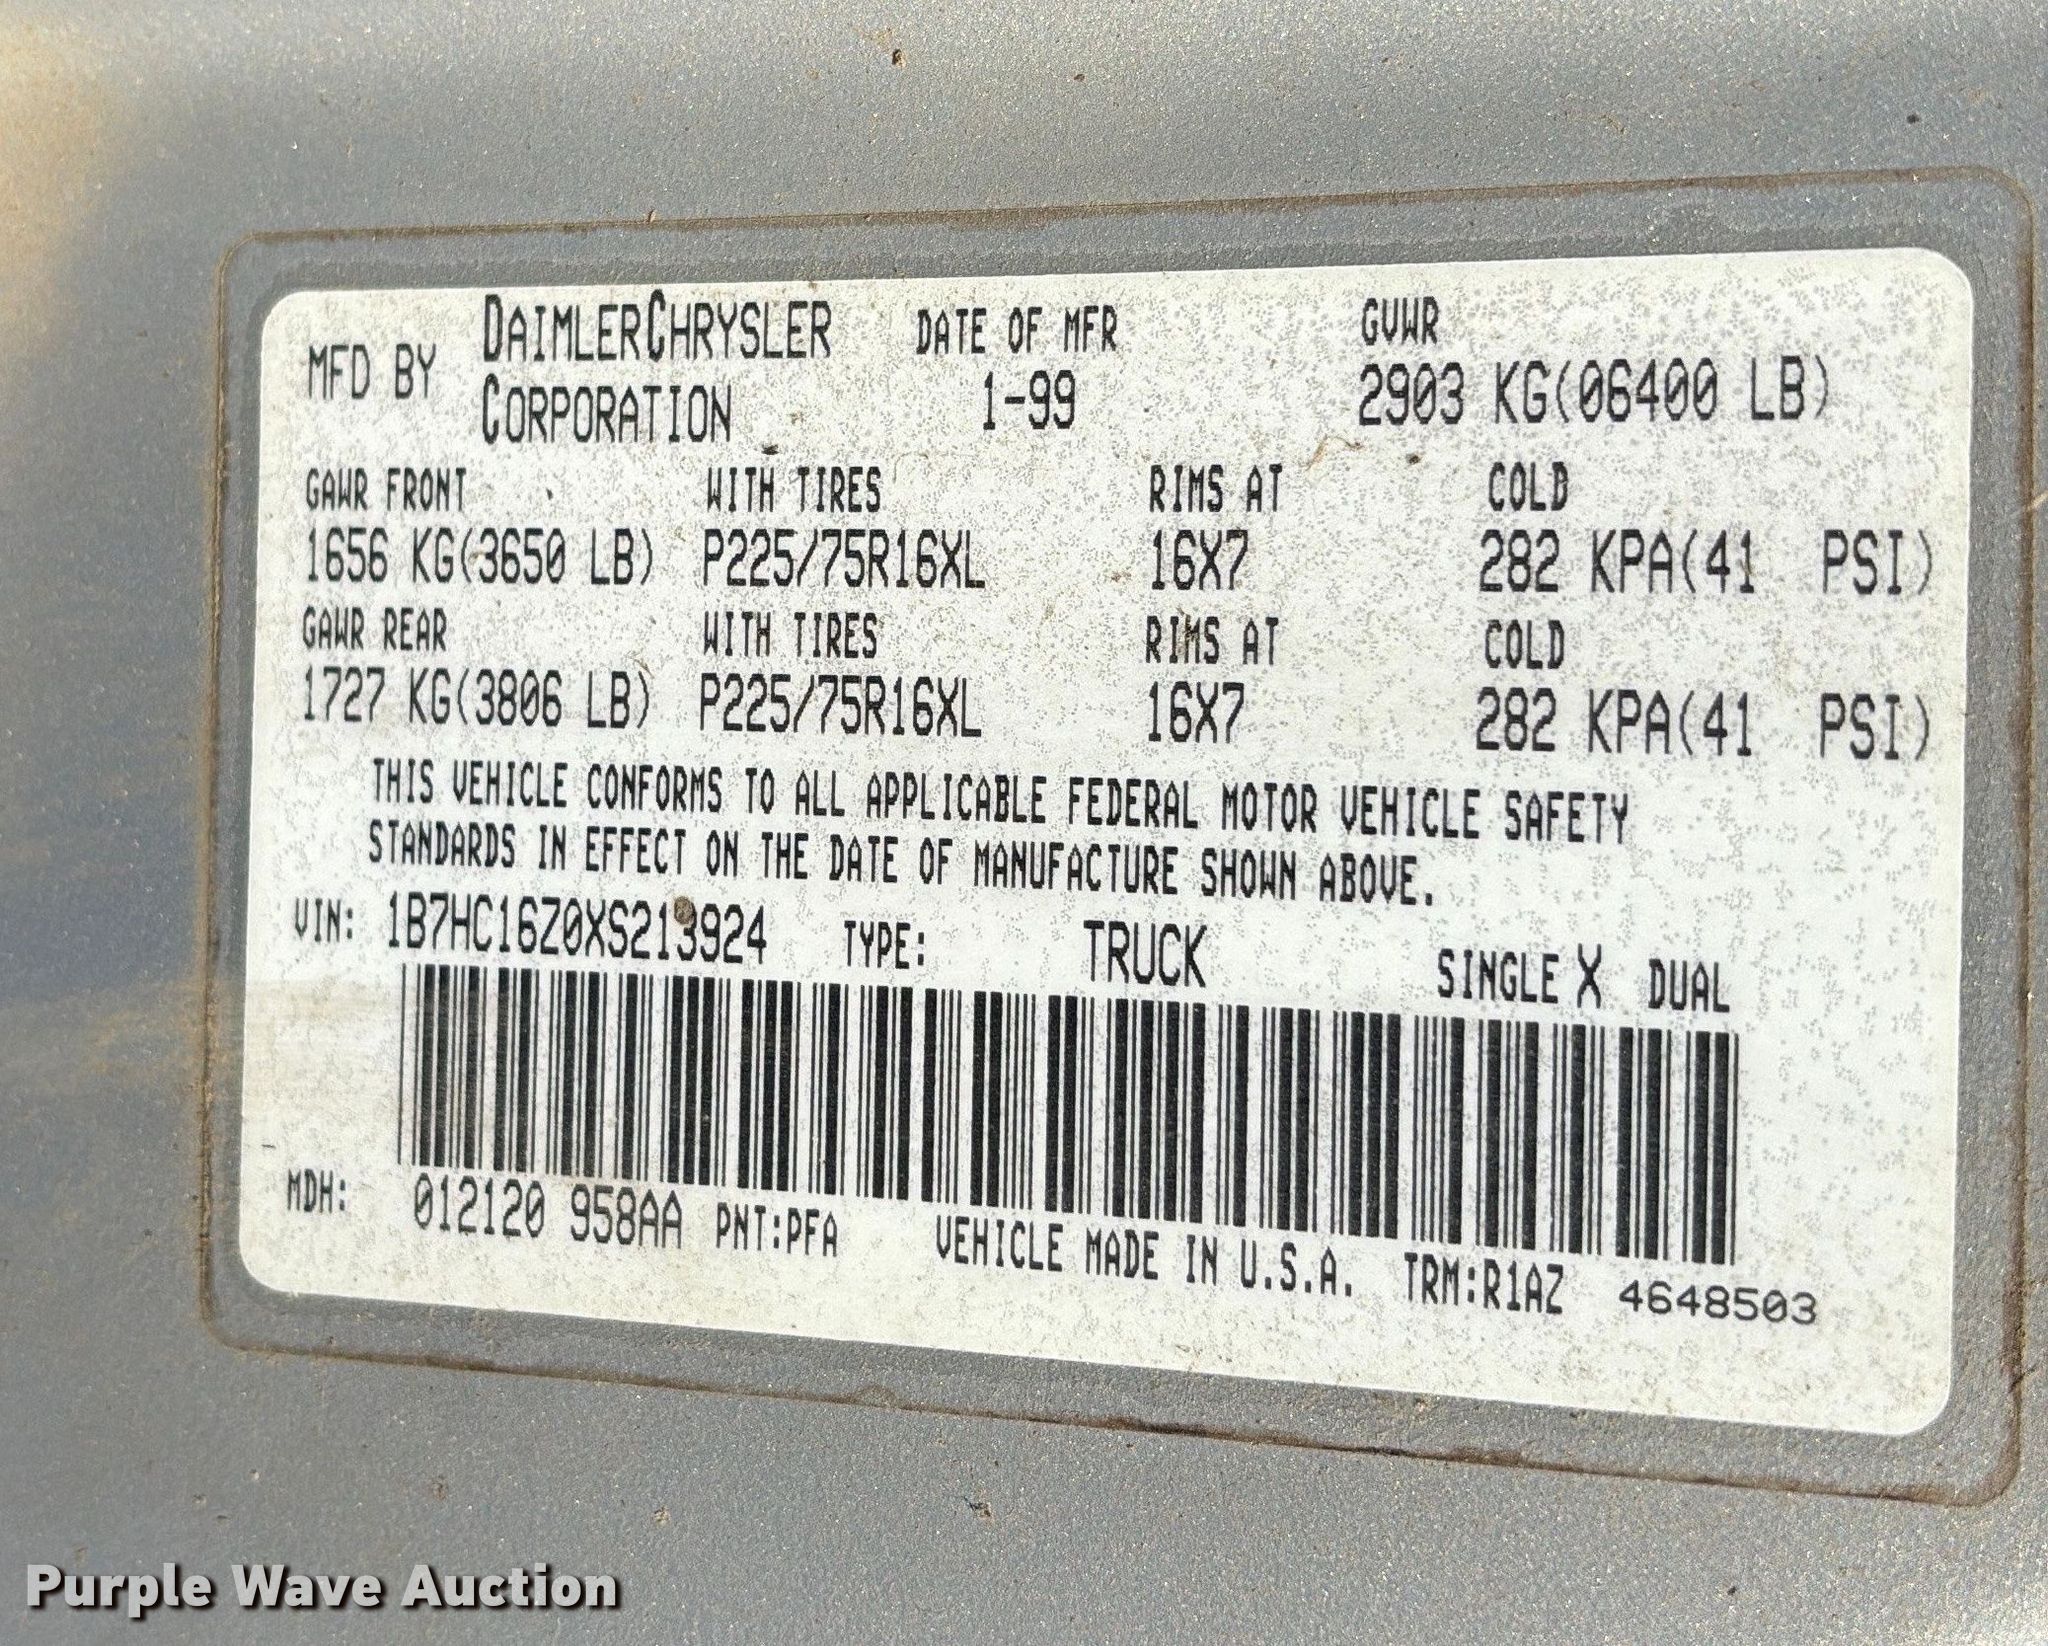 MFD BY DAIMLERCHRYSLER CORPORATION DATE OF MFR 1-99 GVWR 2903 KG(06400 LB)
GAWR FRONT WITH TIRES RIMS AT COLD
1656 KG(3650 LB) P225/75R16XL 16X7 282 KPA(41 PSI)
GAWR REAR WITH TIRES RIMS AT COLD
1727 KG(3806 LB) P225/75R16XL 16X7 282 KPA(41 PSI)
THIS VEHICLE CONFORMS TO ALL APPLICABLE FEDERAL MOTOR VEHICLE SAFETY
STANDARDS IN EFFECT ON THE DATE OF MANUFACTURE SHOWN ABOVE.
VIN: 1B7HC16Z0XS213924 TYPE: TRUCK SINGLE X DUAL
MDH: 012120 958AA PNT:PFA VEHICLE MADE IN U.S.A. TRM:R1AZ 4648503
Purple Wave Auction